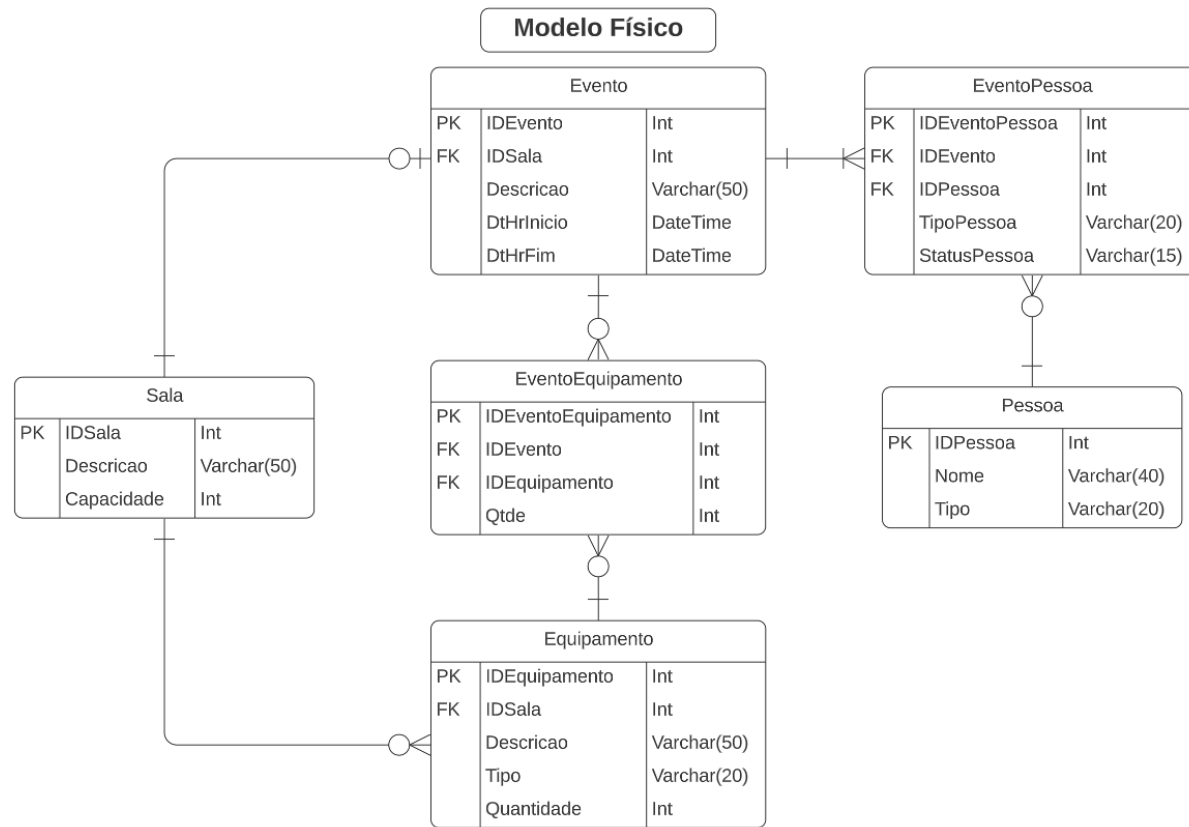 Modelo Físico
Evento
PK IDEvento Int
FK IDSala Int
Descricao Varchar(50)
DtHrInicio DateTime
DtHrFim DateTime
EventoPessoa
PK IDEventoPessoa Int
FK IDEvento Int
FK IDPessoa Int
TipoPessoa Varchar(20)
StatusPessoa Varchar(15)
Sala
PK IDSala Int
Descricao Varchar(50)
Capacidade Int
EventoEquipamento
PK IDEventoEquipamento Int
FK IDEvento Int
FK IDEquipamento Int
Qtde Int
Pessoa
PK IDPessoa Int
Nome Varchar(40)
Tipo Varchar(20)
Equipamento
PK IDEquipamento Int
FK IDSala Int
Descricao Varchar(50)
Tipo Varchar(20)
Quantidade Int